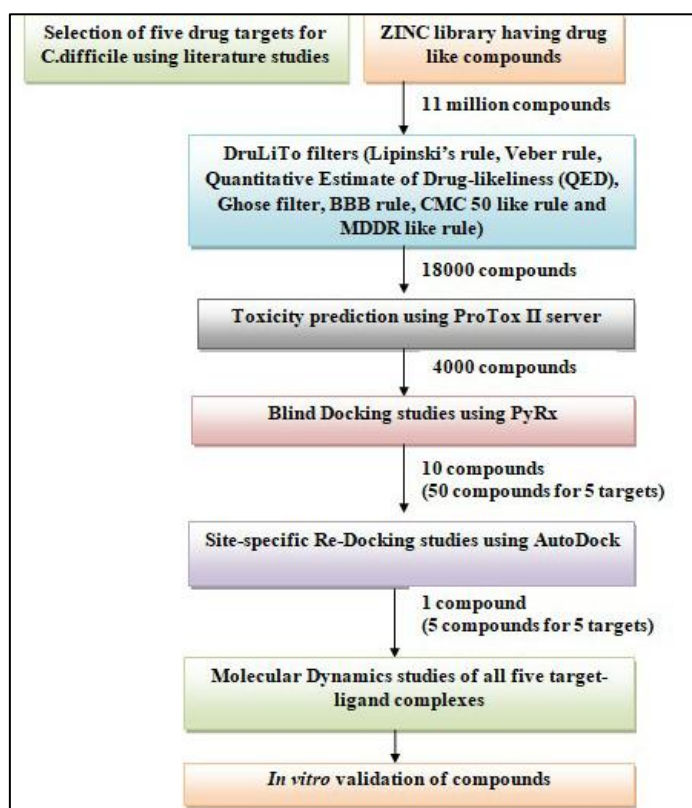 Selection of five drug targets for
C.difficile using literature studies
ZINC library having drug
like compounds
11 million compounds
DruLiTo filters (Lipinski's rule, Veber rule,
Quantitative Estimate of Drug-likeliness (QED),
Ghose filter, BBB rule, CMC 50 like rule and
MDDR like rule)
18000 compounds
Toxicity prediction using ProTox II server
4000 compounds
Blind Docking studies using PyRx
10 compounds
(50 compounds for 5 targets)
Site-specific Re-Docking studies using AutoDock
1 compound
(5 compounds for 5 targets)
Molecular Dynamics studies of all five target-
ligand complexes
In vitro validation of compounds